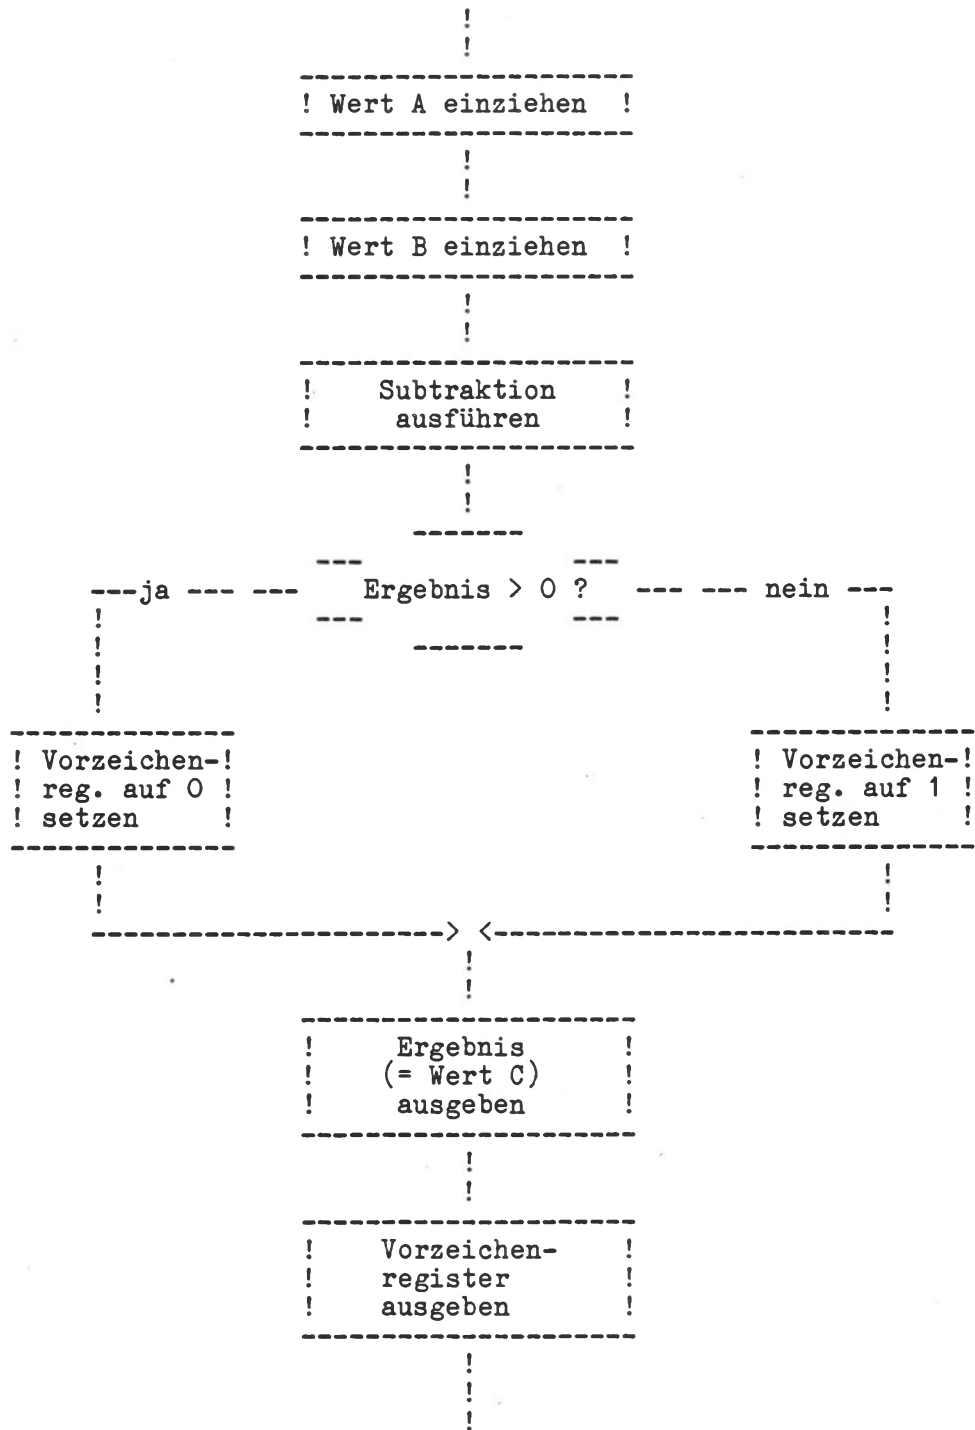 Wert A einziehen
Wert B einziehen
Subtraktion
ausführen
ja
Ergebnis > 0 ?
nein
Vorzeichen-
reg. auf 0
setzen
Vorzeichen-
reg. auf 1
setzen
Ergebnis
(= Wert C)
ausgeben
Vorzeichen-
register
ausgeben